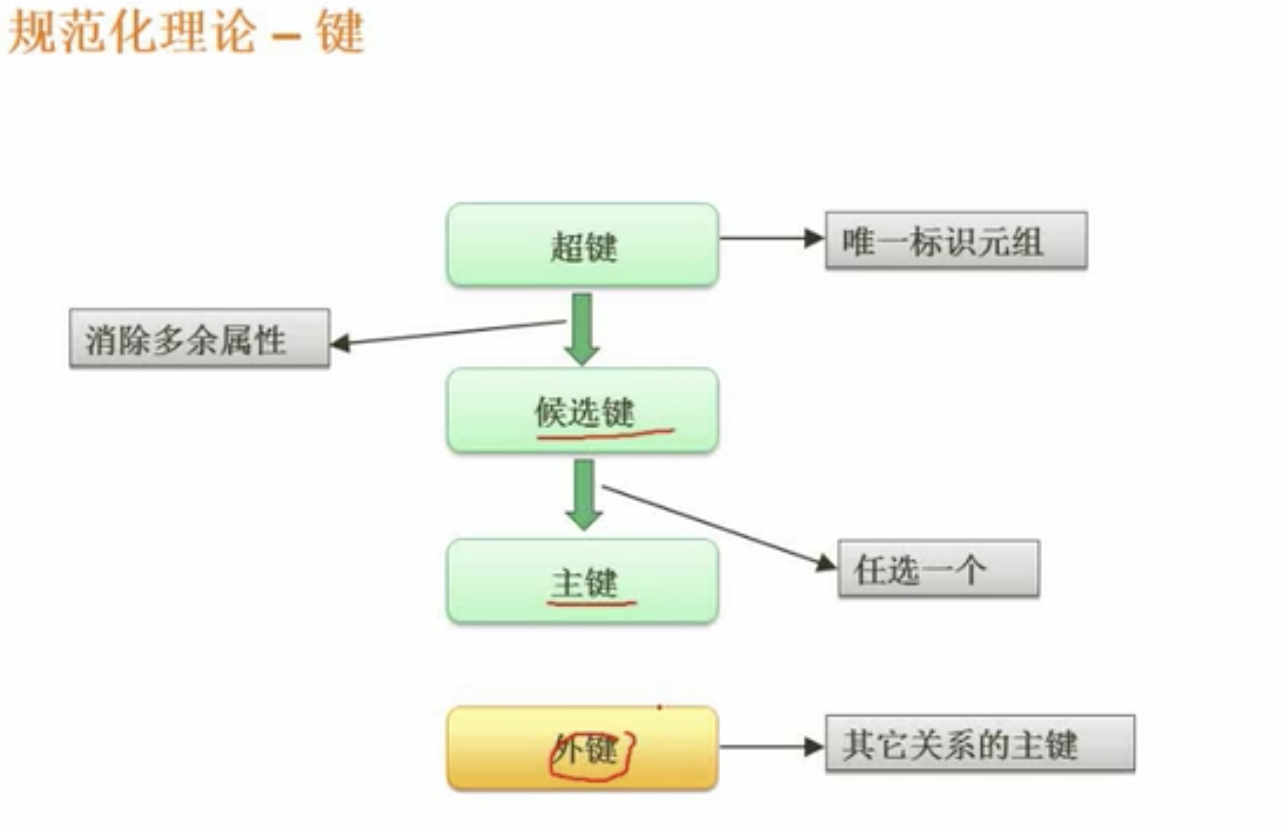 规范化理论 – 键
超键
唯一标识元组
消除多余属性
候选键
主键
任选一个
外键
其它关系的主键